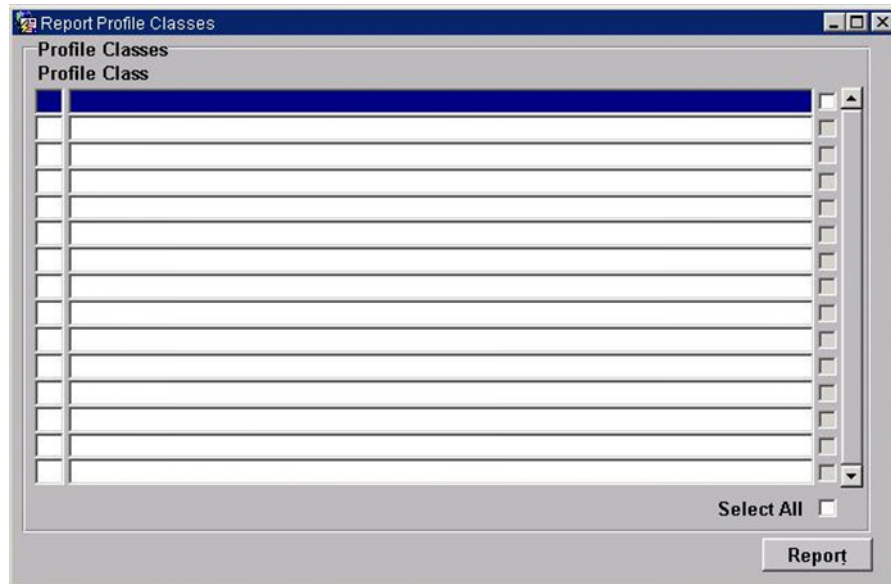 Report Profile Classes
Profile Classes
Profile Class
Select All
Report